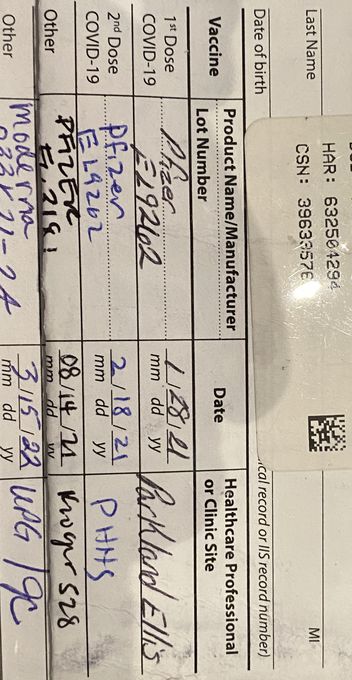 Last Name
MI
Date of birth
ical record or IIS record number)
HAR: 632504294
CSN: 39639576
Vaccine
Product Name/Manufacturer
Lot Number
Date
Healthcare Professional
or Clinic Site
1st Dose
COVID-19
Pfizer
EL9262
1/28/21
mm dd yy
Parkland Ellis
2nd Dose
COVID-19
Pfizer
EL9262
2/18/21
mm dd yy
PHHS
Other
PFIZER
08/14/21
mm dd yy
Kroger 528
Other
Moderna
3/15/22
mm dd yy
WAG